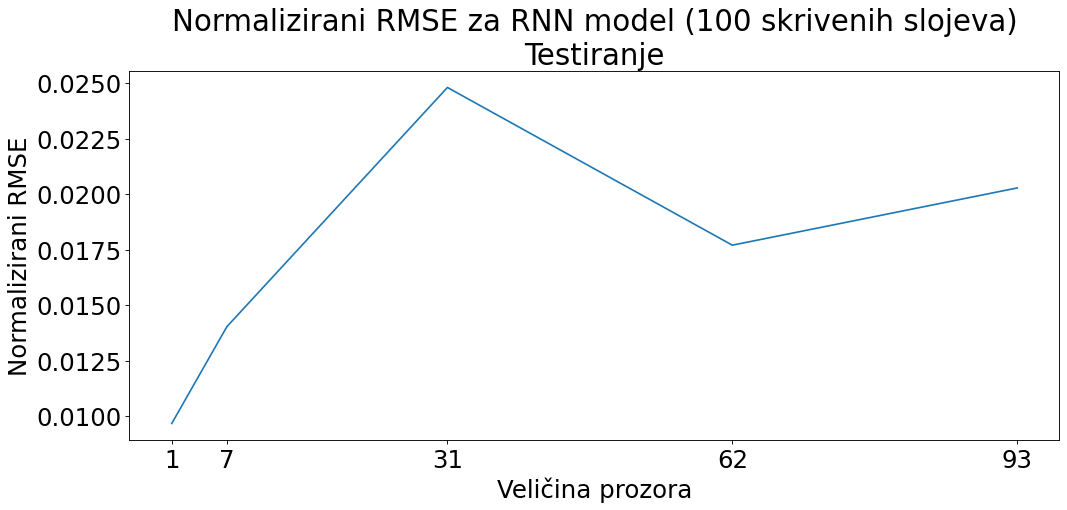 Normalizirani RMSE za RNN model (100 skrivenih slojeva)
Testiranje
Normalizirani RMSE
0.0250
0.0225
0.0200
0.0175
0.0150
0.0125
0.0100
1 7 31 62 93
Veličina prozora